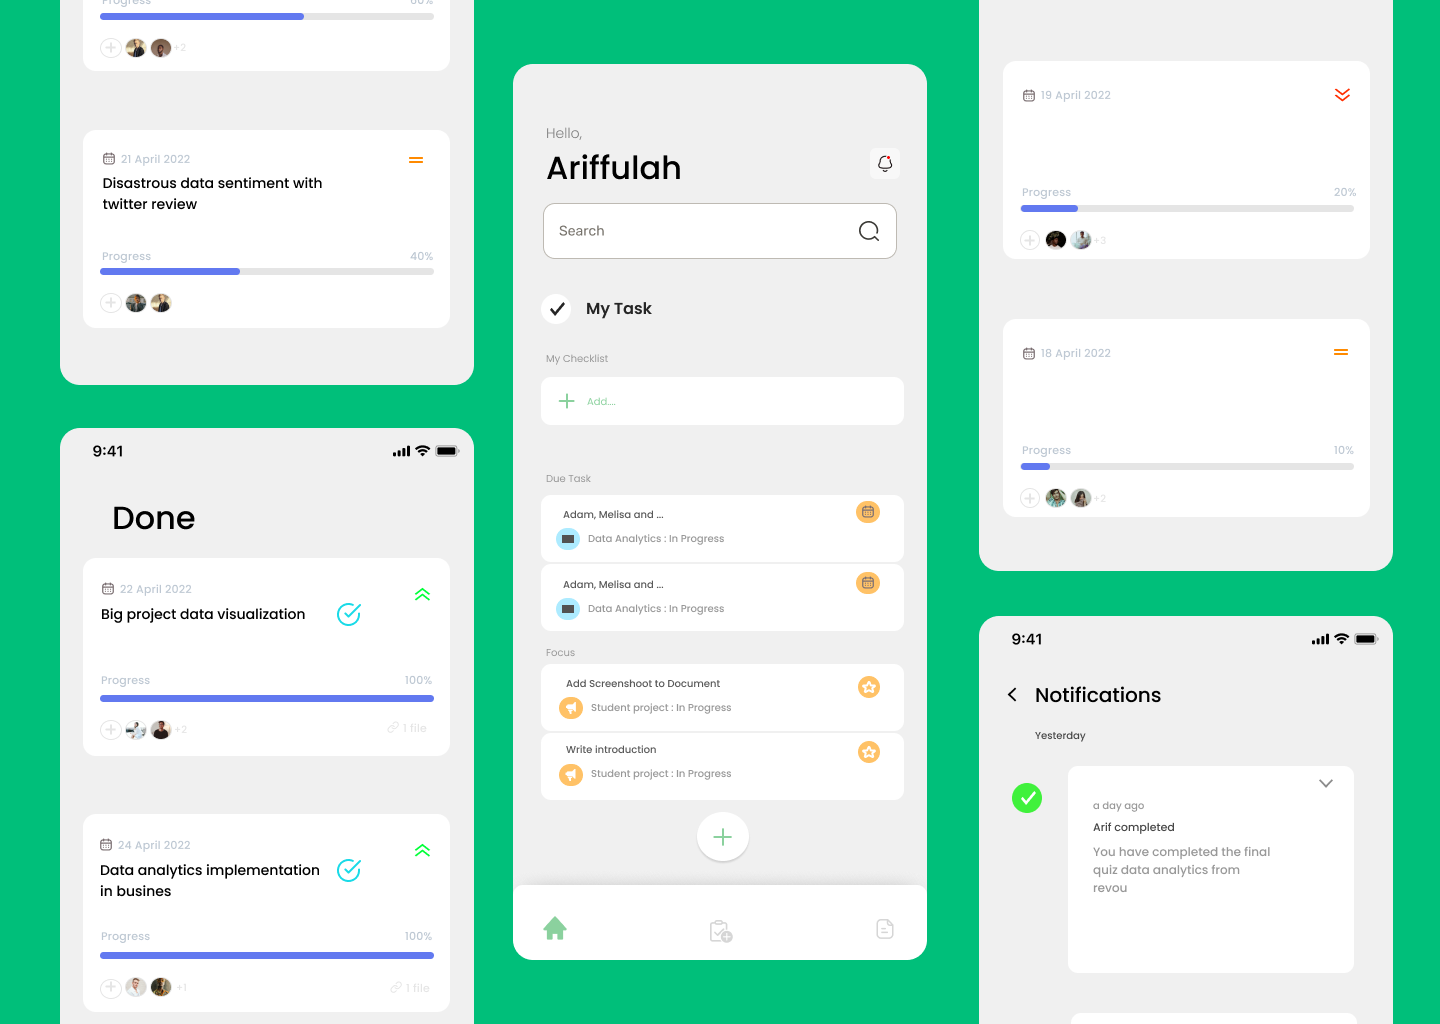 Progress
60%
+2
21 April 2022
Disastrous data sentiment with
twitter review
Progress
40%
9:41
Done
22 April 2022
Big project data visualization
Progress
100%
+2
1 file
24 April 2022
Data analytics implementation
in busines
Progress
100%
+1
1 file
Hello,
Ariffulah
Search
My Task
My Checklist
Add....
Due Task
Adam, Melisa and ...
Data Analytics : In Progress
Adam, Melisa and ...
Data Analytics : In Progress
Focus
Add Screenshoot to Document
Student project : In Progress
Write introduction
Student project : In Progress
19 April 2022
Progress
20%
+3
18 April 2022
Progress
10%
+2
9:41
Notifications
Yesterday
a day ago
Arif completed
You have completed the final
quiz data analytics from
revou